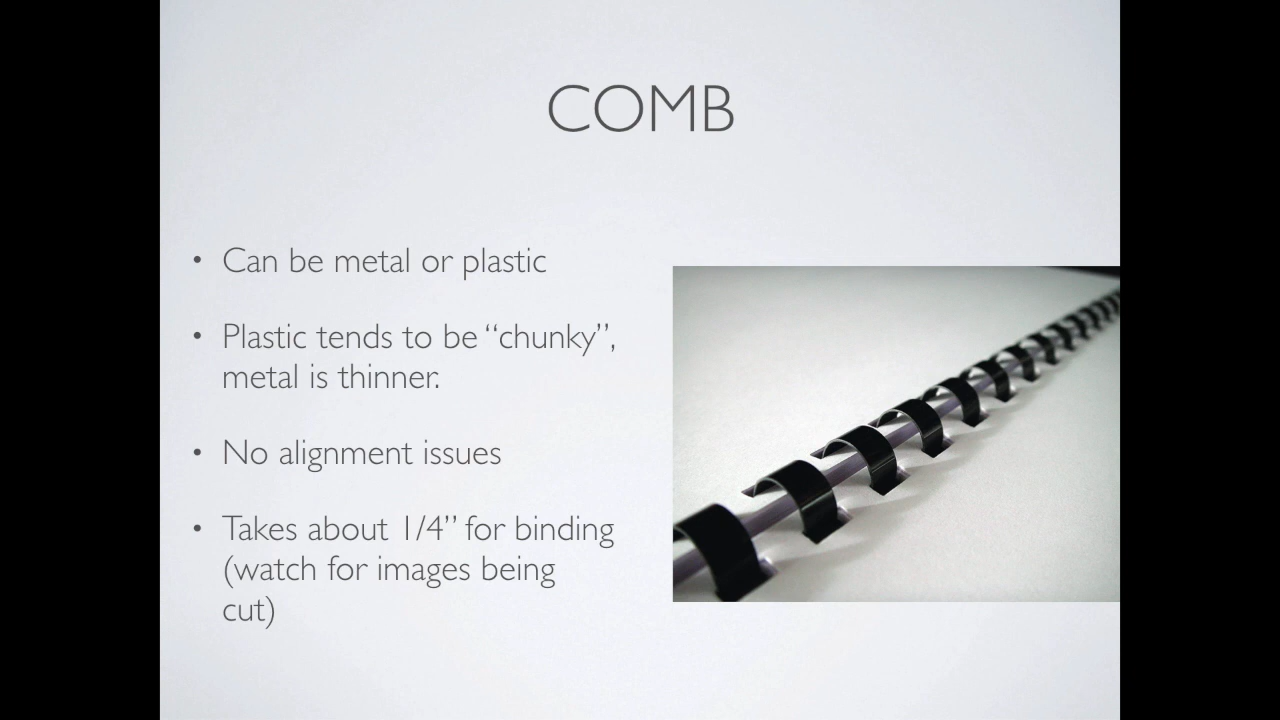 COMB
• Can be metal or plastic
• Plastic tends to be “chunky”,
metal is thinner.
• No alignment issues
• Takes about 1/4” for binding
(watch for images being
cut)